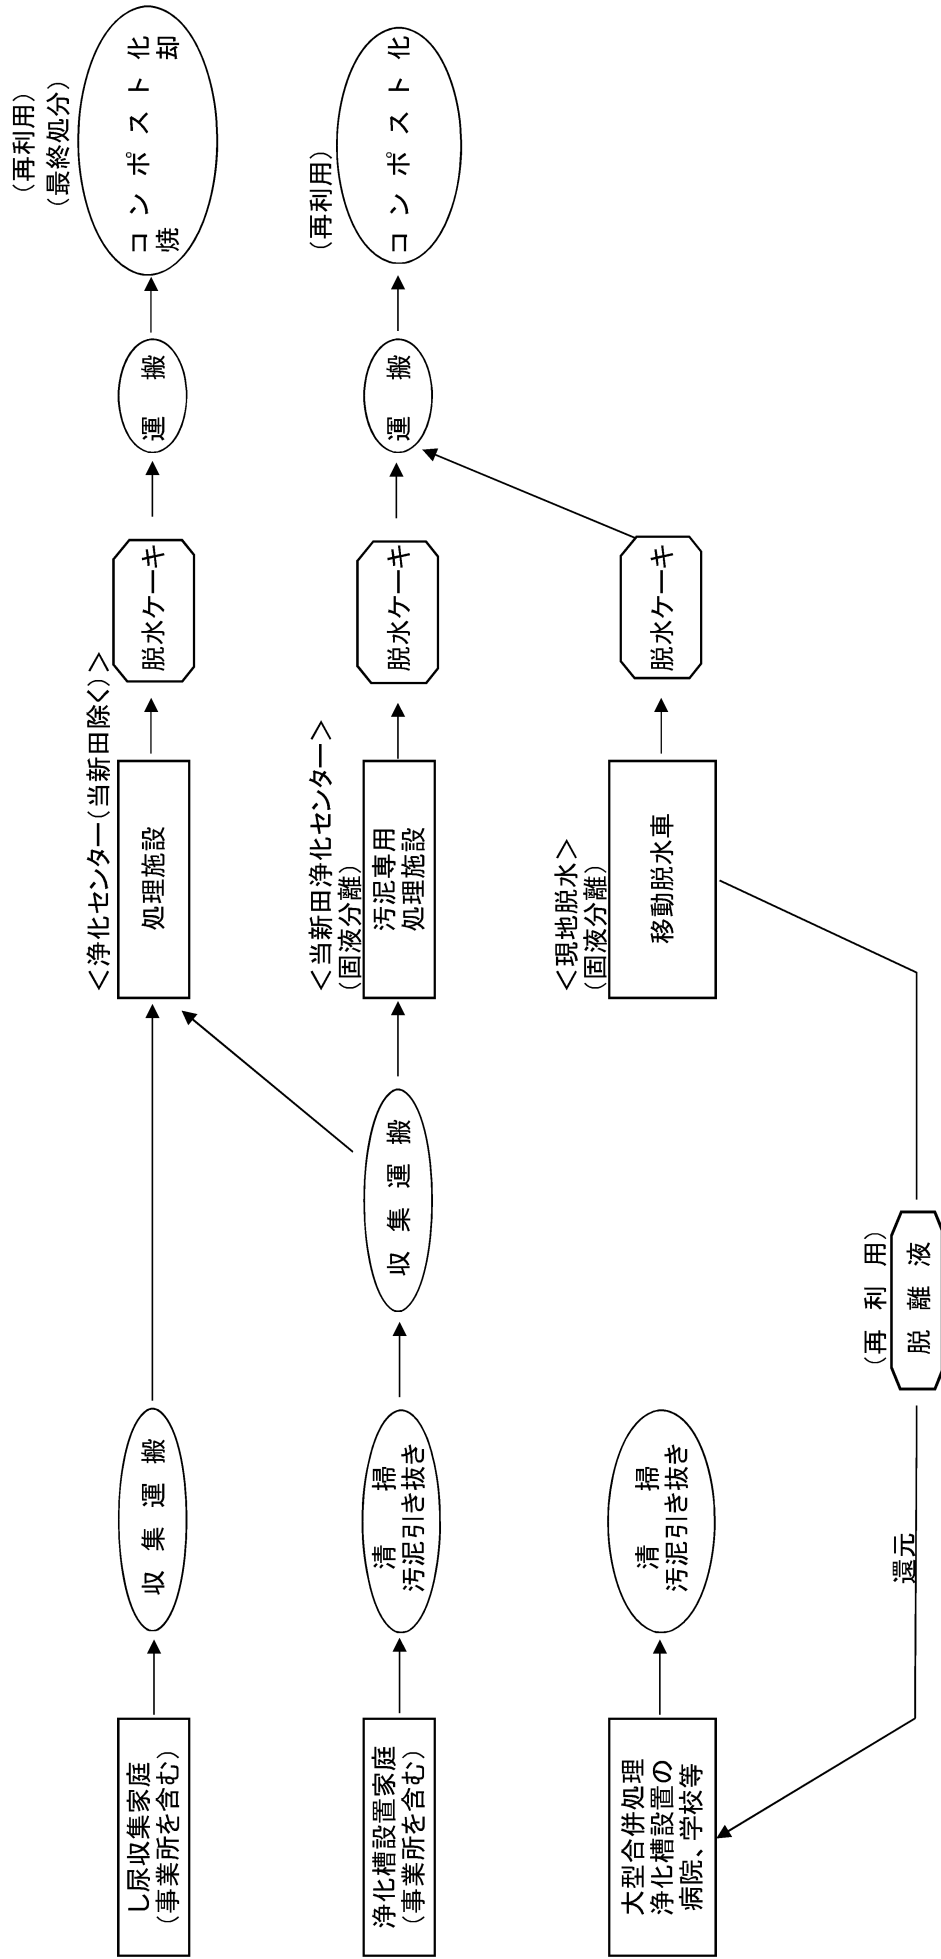 し尿収集家庭
(事業所を含む)
収 集 運 搬
<浄化センター(当新田除く)>
処理施設
脱水ケーキ
運 搬
(再利用)
(最終処分)
コ ン ポ ス ト 化
焼 却
浄化槽設置家庭
(事業所を含む)
清 掃
汚泥引き抜き
収 集 運 搬
<当新田浄化センター>
(固液分離)
汚泥専用
処理施設
脱水ケーキ
運 搬
(再利用)
コ ン ポ ス ト 化
大型合併処理
浄化槽設置の
病院、学校等
清 掃
汚泥引き抜き
<現地脱水>
(固液分離)
移動脱水車
脱水ケーキ
還元
(再 利 用)
脱 離 液